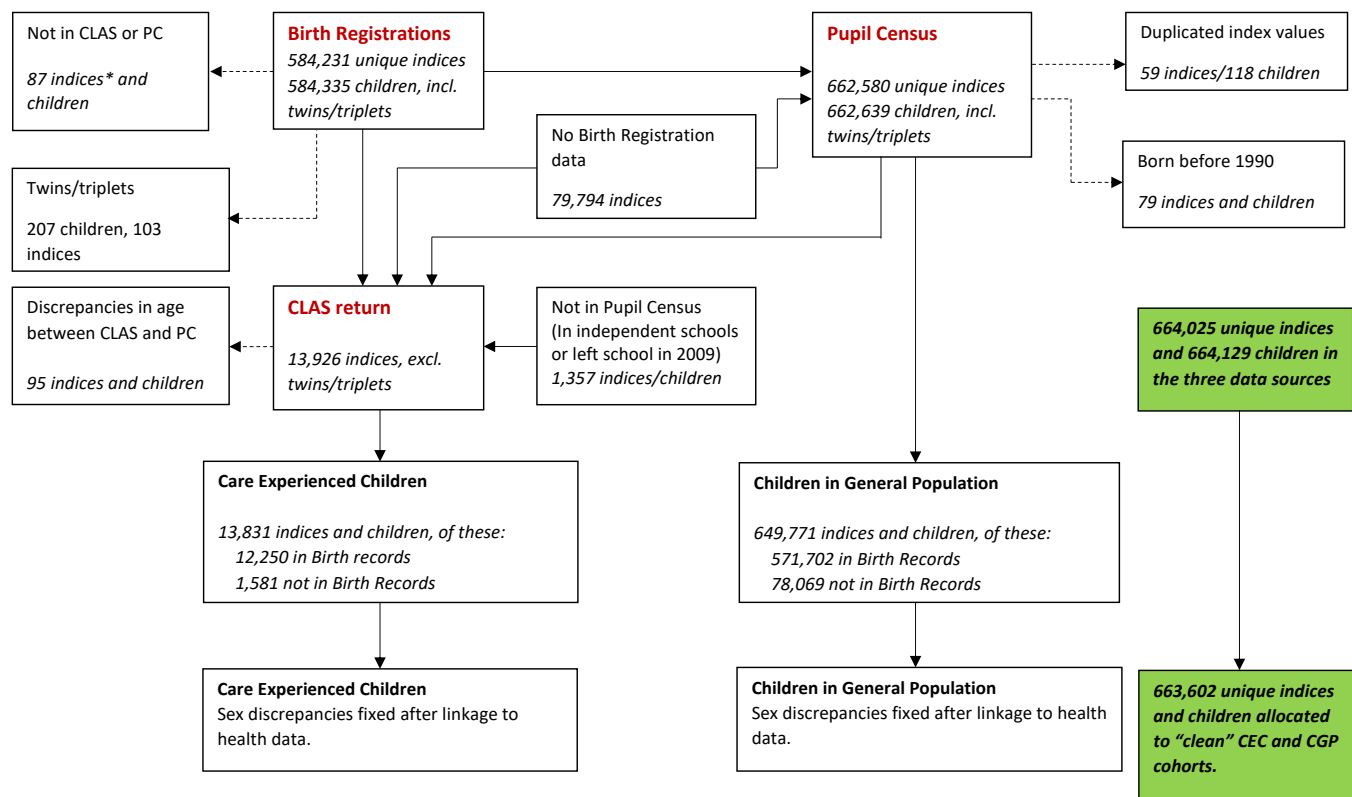 Not in CLAS or PC
87 indices* and
children
Birth Registrations
584,231 unique indices
584,335 children, incl.
twins/triplets
Pupil Census
662,580 unique indices
662,639 children, incl.
twins/triplets
Duplicated index values
59 indices/118 children
No Birth Registration
data
79,794 indices
Born before 1990
79 indices and children
Twins/triplets
207 children, 103
indices
Discrepancies in age
between CLAS and PC
95 indices and children
CLAS return
13,926 indices, excl.
twins/triplets
Not in Pupil Census
(In independent schools
or left school in 2009)
1,357 indices/children
664,025 unique indices
and 664,129 children in
the three data sources
Care Experienced Children
13,831 indices and children, of these:
12,250 in Birth records
1,581 not in Birth Records
Children in General Population
649,771 indices and children, of these:
571,702 in Birth Records
78,069 not in Birth Records
Care Experienced Children
Sex discrepancies fixed after linkage to
health data.
Children in General Population
Sex discrepancies fixed after linkage to health
data.
663,602 unique indices
and children allocated
to “clean” CEC and CGP
cohorts.